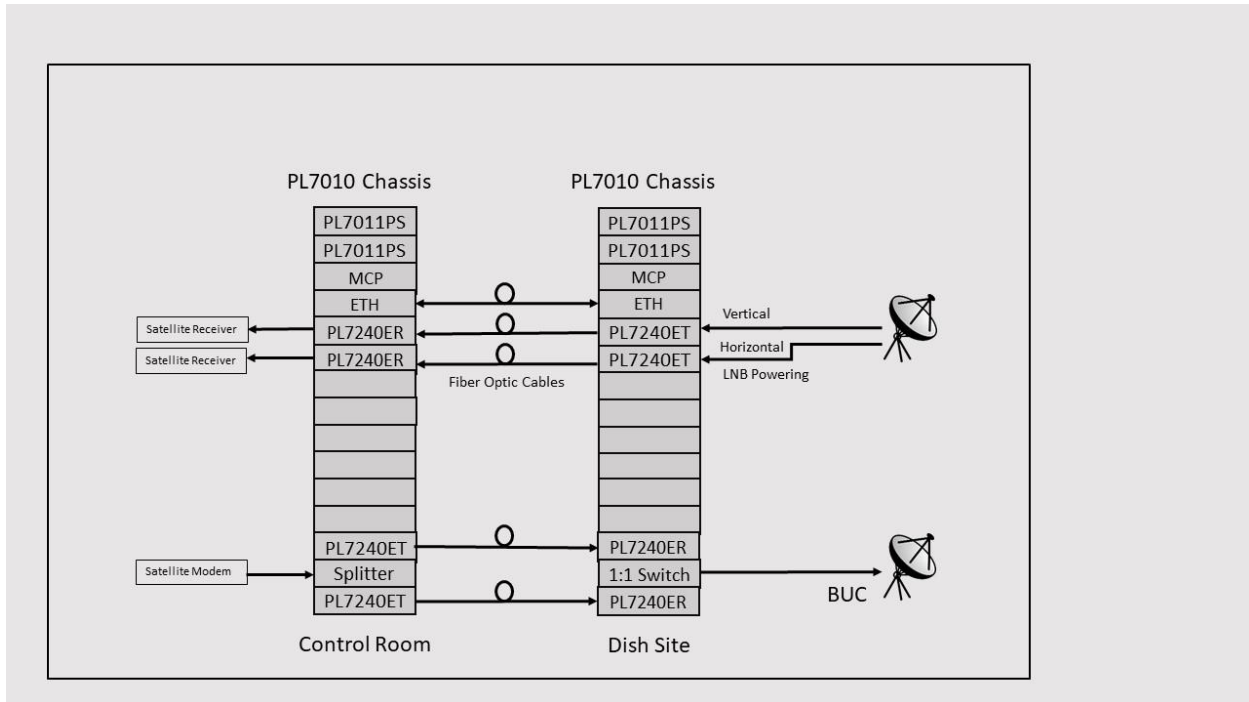 PL7010 Chassis
PL7010 Chassis
PL7011PS
PL7011PS
PL7011PS
PL7011PS
MCP
MCP
ETH
ETH
Vertical
Satellite Receiver
PL7240ER
PL7240ET
Horizontal
Satellite Receiver
PL7240ER
PL7240ET
LNB Powering
Fiber Optic Cables
PL7240ET
PL7240ER
Satellite Modem
Splitter
1:1 Switch
BUC
PL7240ET
PL7240ER
Control Room
Dish Site